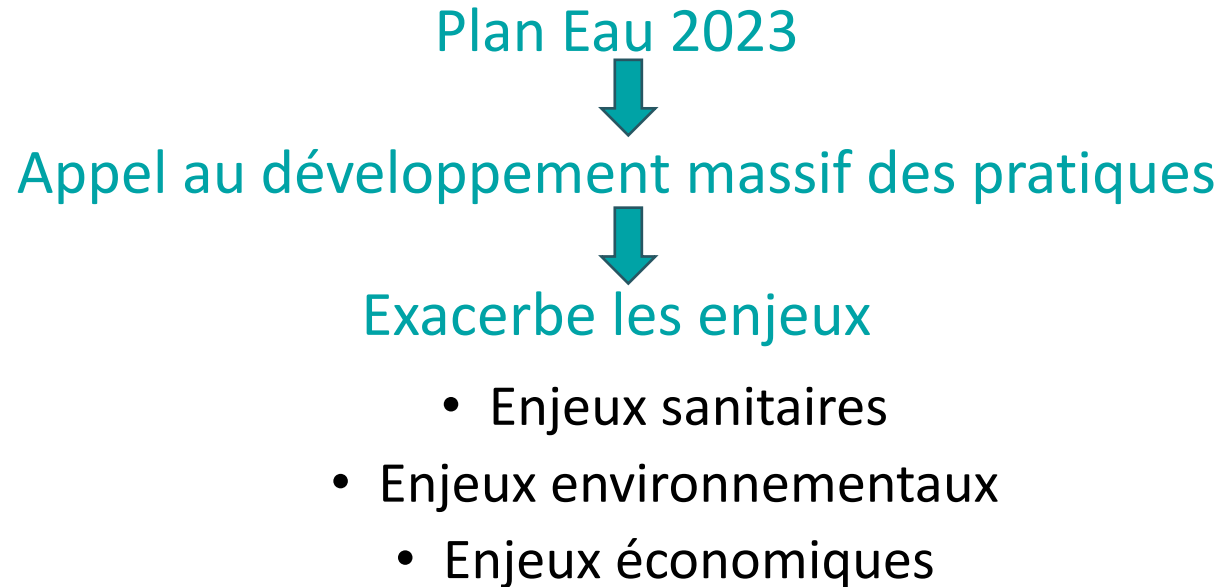 Plan Eau 2023
Appel au développement massif des pratiques
Exacerbe les enjeux
• Enjeux sanitaires
• Enjeux environnementaux
• Enjeux économiques